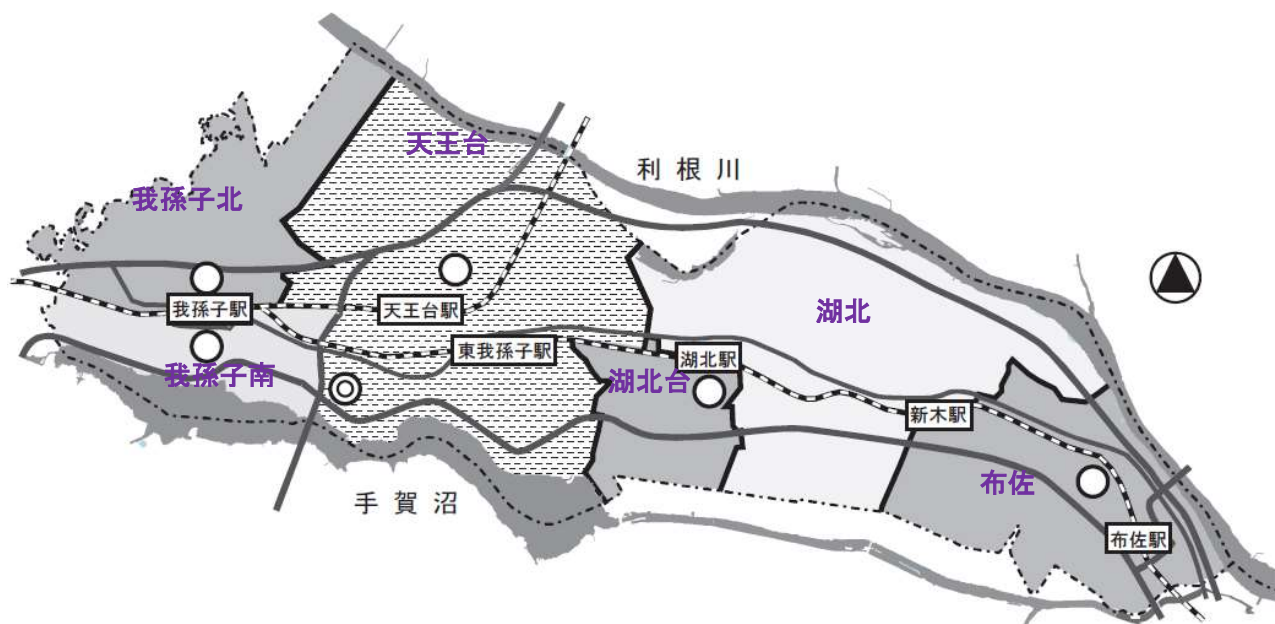 天王台
利根川
我孫子北
我孫子駅
天王台駅
湖北
東我孫子駅
湖北駅
我孫子南
湖北台
新木駅
布佐
手賀沼
布佐駅